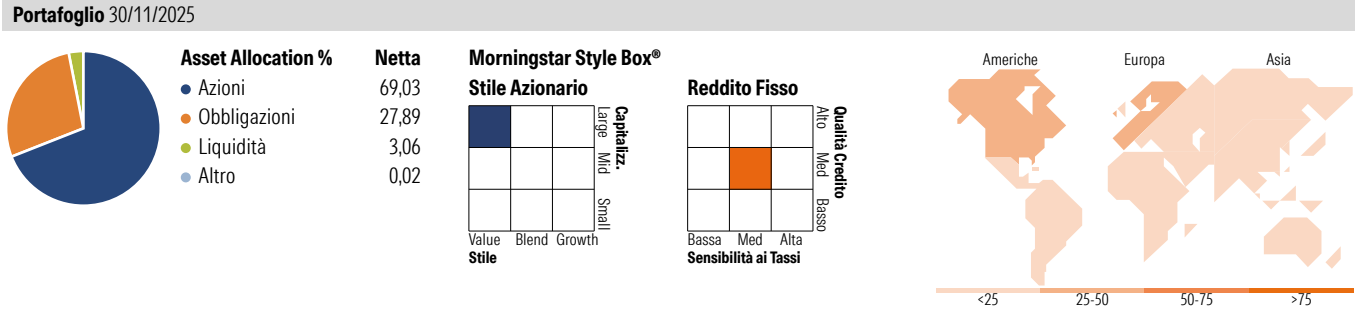 Portafoglio 30/11/2025
Asset Allocation % Netta
Azioni 69,03
Obbligazioni 27,89
Liquidità 3,06
Altro 0,02
Morningstar Style Box®
Stile Azionario
Large
Mid
Small
Capitalizz.
Value Blend Growth
Stile
Reddito Fisso
Alto
Med
Basso
Qualità Credito
Bassa Med Alta
Sensibilità ai Tassi
Americhe Europa Asia
<25 25-50 50-75 >75